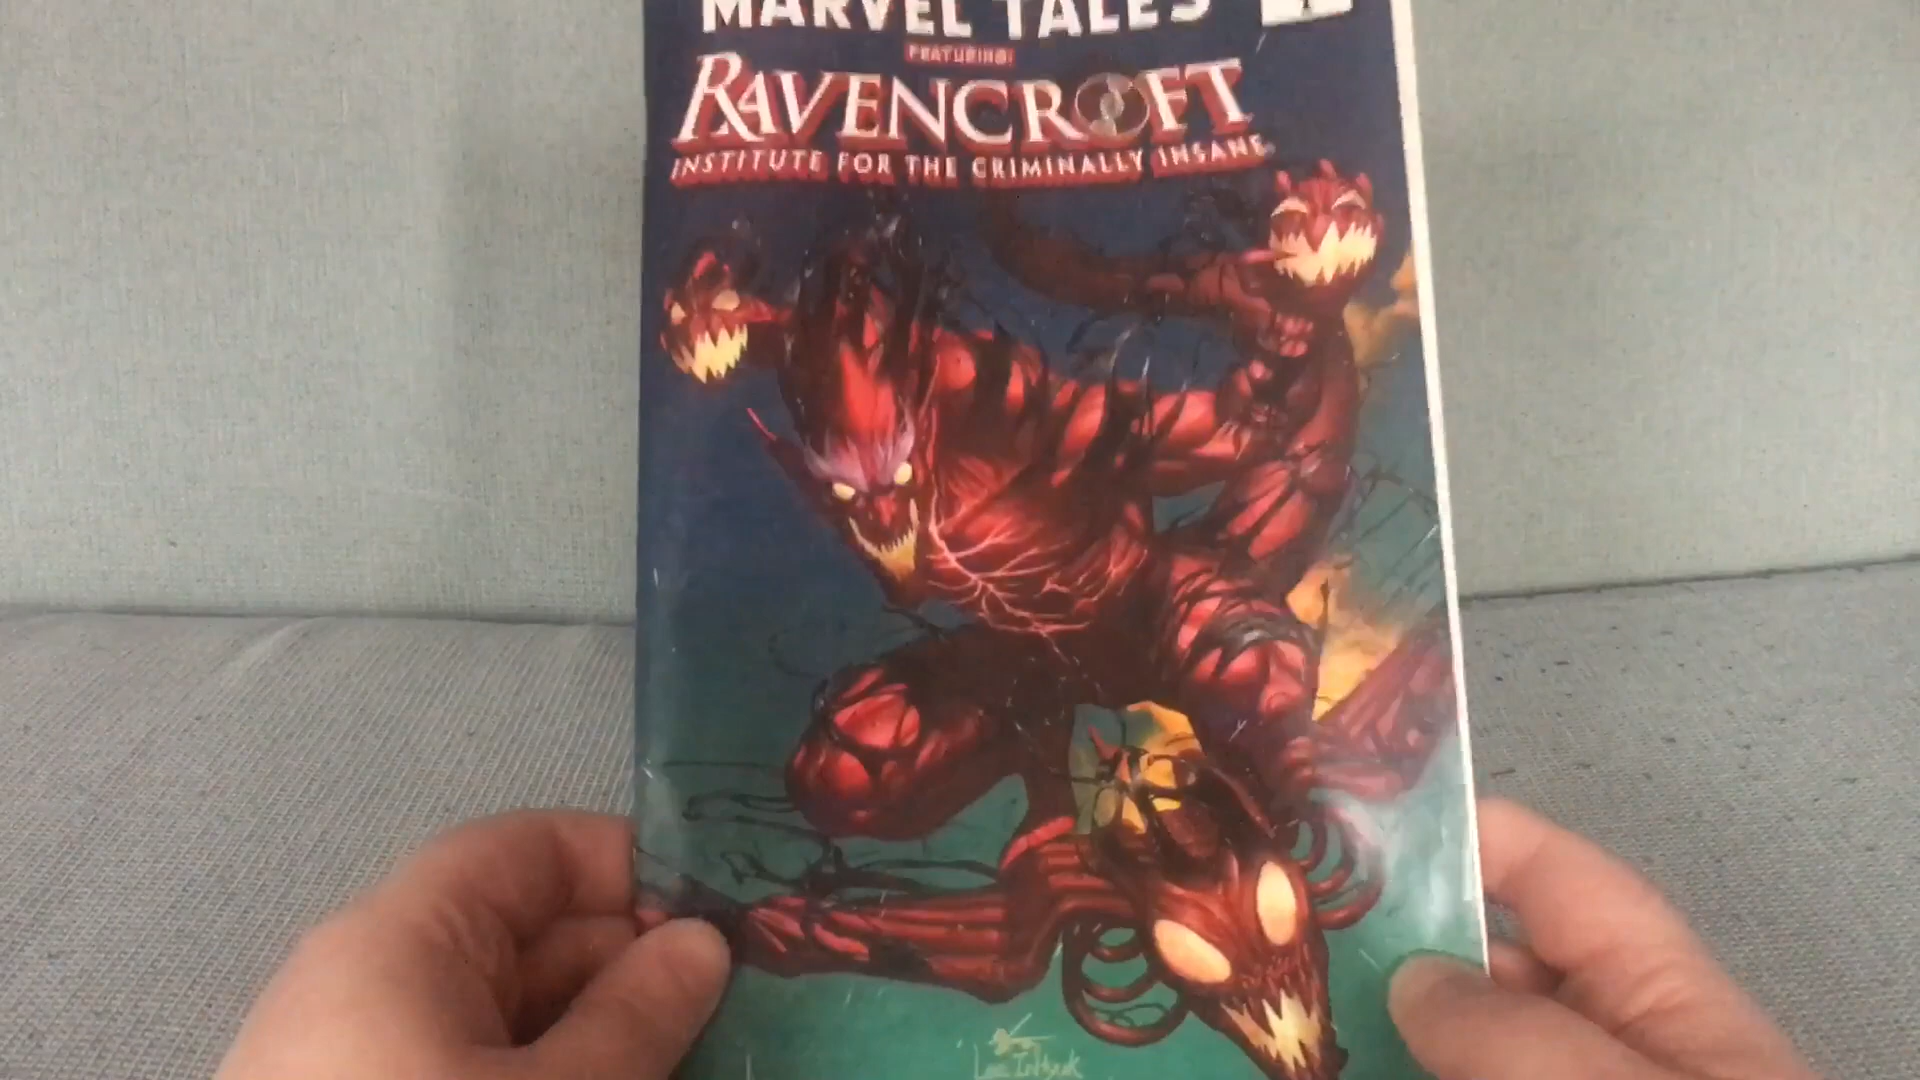 MARVEL TALES
FEATURING:
RAVENCROFT
INSTITUTE FOR THE CRIMINALLY INSANE